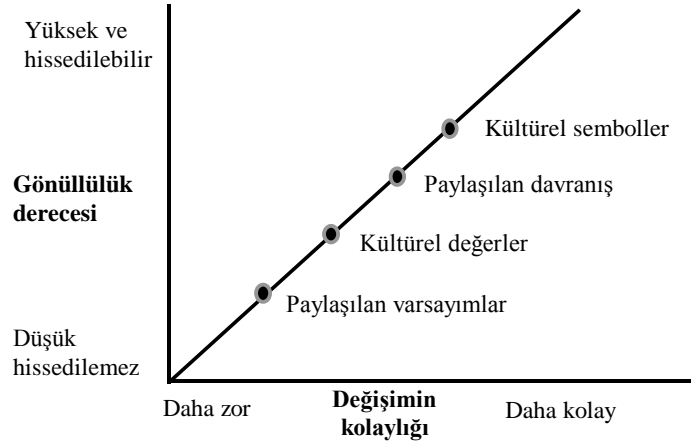 Yüksek ve
hissedilebilir
Kültürel semboller
Gönüllülük
derecesi
Paylaşılan davranış
Kültürel değerler
Paylaşılan varsayımlar
Düşük
hissedilemez
Daha zor
Değişimin
kolaylığı
Daha kolay